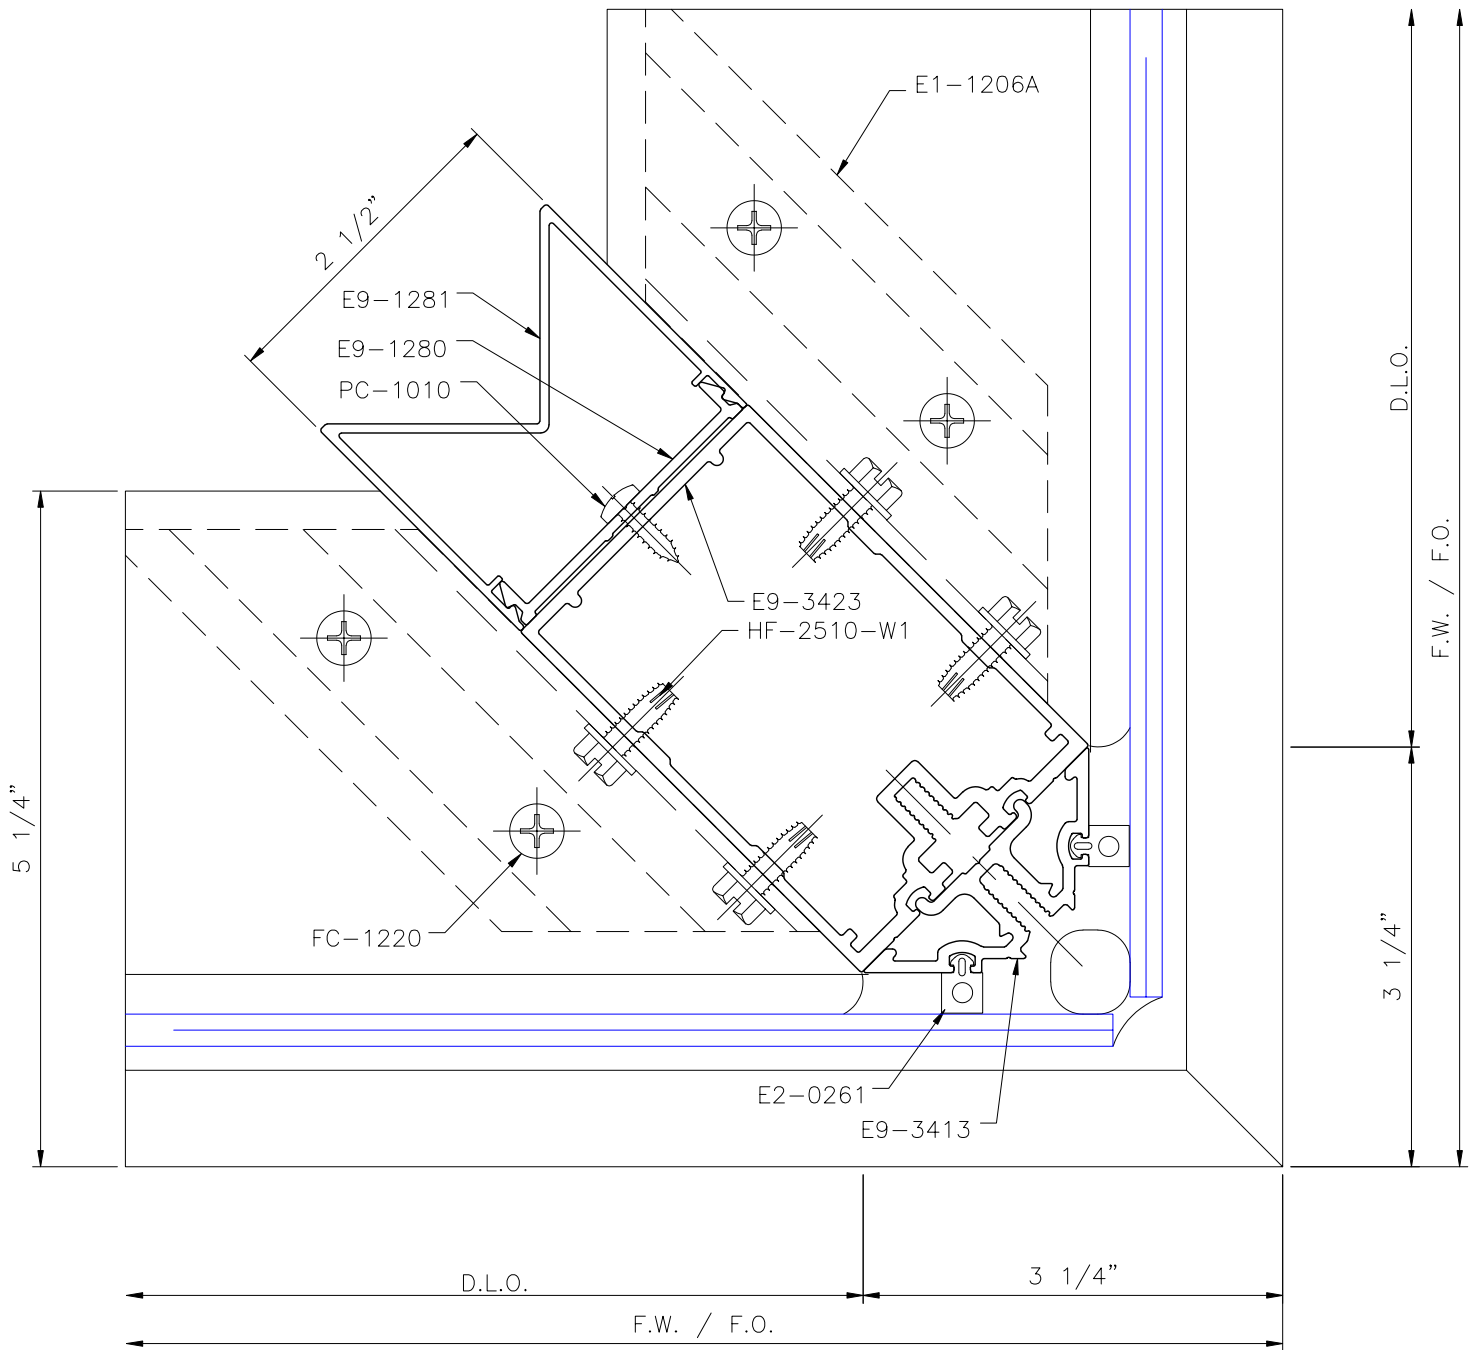 E1-1206A
2 1/2"
E9-1281
E9-1280
PC-1010
D.L.O.
F.W. / F.O.
E9-3423
HF-2510-W1
5 1/4"
FC-1220
3 1/4"
E2-0261
E9-3413
D.L.O.
3 1/4"
F.W. / F.O.